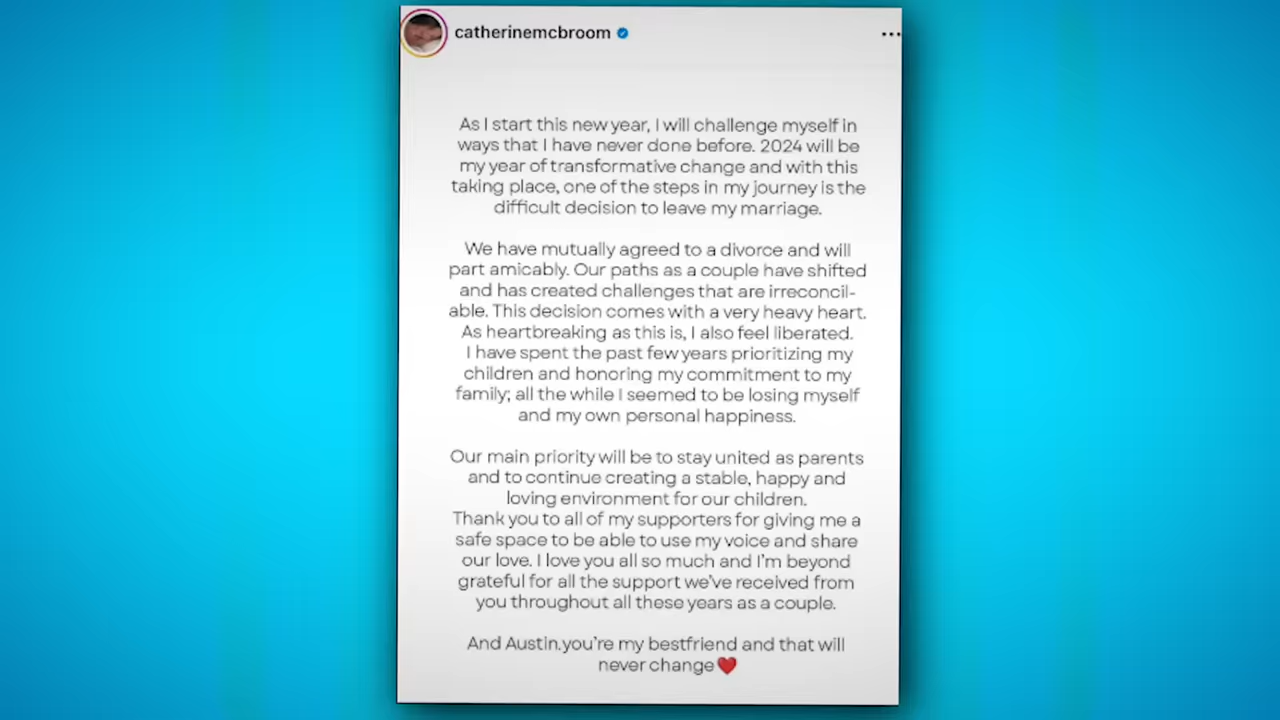 catherinemcbroom
As I start this new year, I will challenge myself in
ways that I have never done before. 2024 will be
my year of transformative change and with this
taking place, one of the steps in my journey is the
difficult decision to leave my marriage.
We have mutually agreed to a divorce and will
part amicably. Our paths as a couple have shifted
and has created challenges that are irreconcil-
able. This decision comes with a very heavy heart.
As heartbreaking as this is, I also feel liberated.
I have spent the past few years prioritizing my
children and honoring my commitment to my
family; all the while I seemed to be losing myself
and my own personal happiness.
Our main priority will be to stay united as parents
and to continue creating a stable, happy and
loving environment for our children.
Thank you to all of my supporters for giving me a
safe space to be able to use my voice and share
our love. I love you all so much and I'm beyond
grateful for all the support we've received from
you throughout all these years as a couple.
And Austin.you're my bestfriend and that will
never change❤️